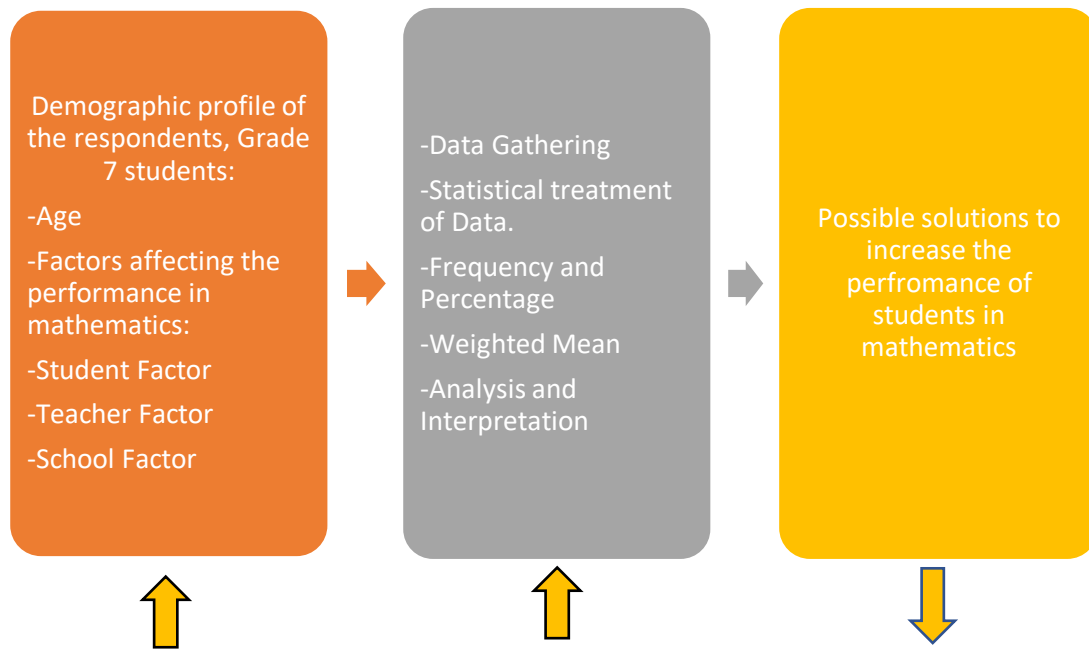 Demographic profile of
the respondents, Grade
7 students:
-Age
-Factors affecting the
performance in
mathematics:
-Student Factor
-Teacher Factor
-School Factor
-Data Gathering
-Statistical treatment
of Data.
-Frequency and
Percentage
-Weighted Mean
-Analysis and
Interpretation
Possible solutions to
increase the
perfromance of
students in
mathematics